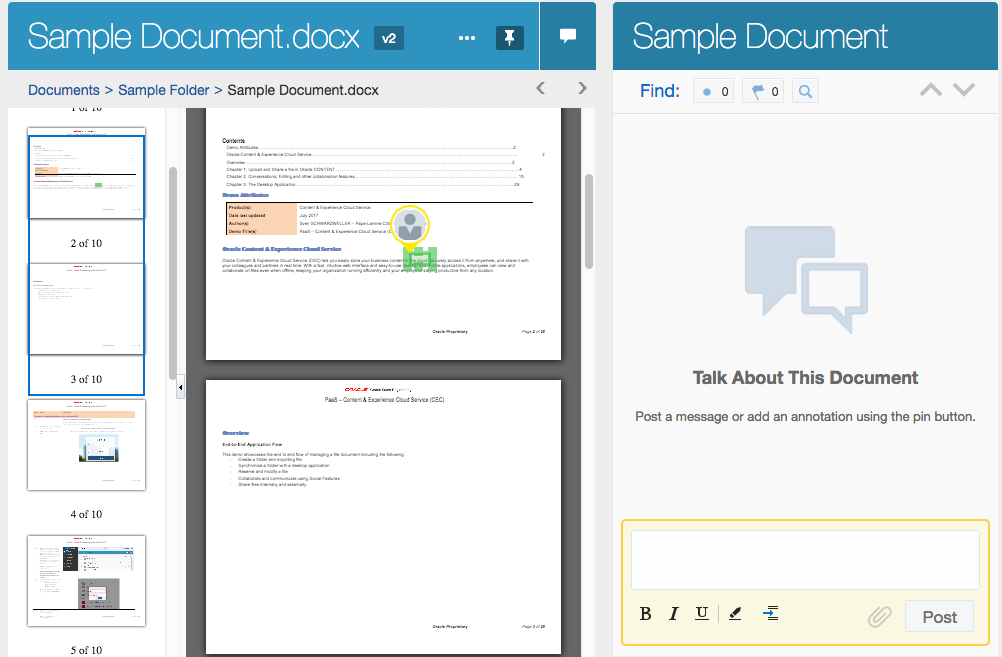 Sample Document.docx v2
Documents > Sample Folder > Sample Document.docx
1 of 10
2 of 10
3 of 10
4 of 10
5 of 10
Contents
Demo Attributes 2
Oracle Content & Experience Cloud Service 2
Overview 3
Chapter 1: Upload and Share a file in Oracle CONTENT 4
Chapter 2: Conversations, Editing and other collaboration features 15
Chapter 3: The Desktop Application 23
Demo Attributes
Product(s) Content & Experience Cloud Service
Date last updated July 2017
Author(s) Sven SCHWARZWELLER – Papa-Lamine
Demo Title(s) PaaS – Content & Experience Cloud Service
Oracle Content & Experience Cloud Service
Oracle Content & Experience Cloud Service (CEC) lets you easily store your business content in the cloud, securely access it from anywhere, and share it with
your colleagues and partners in real time. With a fast, intuitive web interface and easy-to-use mobile applications, employees can view and
collaborate on files even when offline, keeping your organization running efficiently and your employees staying productive from any location.
Oracle Proprietary Page 2 of
ORACLE
PaaS – Content & Experience Cloud Service (CEC)
Overview
End-to-End Application Flow
This demo showcases the end to end flow of managing a file document including the following.
Create a folder and importing file
Synchronize a folder with a desktop application
Reserve and modify a file
Collaborate and communicate using Social Features
Share files internally and externally.
Oracle Proprietary Page 3 of
Sample Document
Find: 0 0
Talk About This Document
Post a message or add an annotation using the pin button.
B I U Post